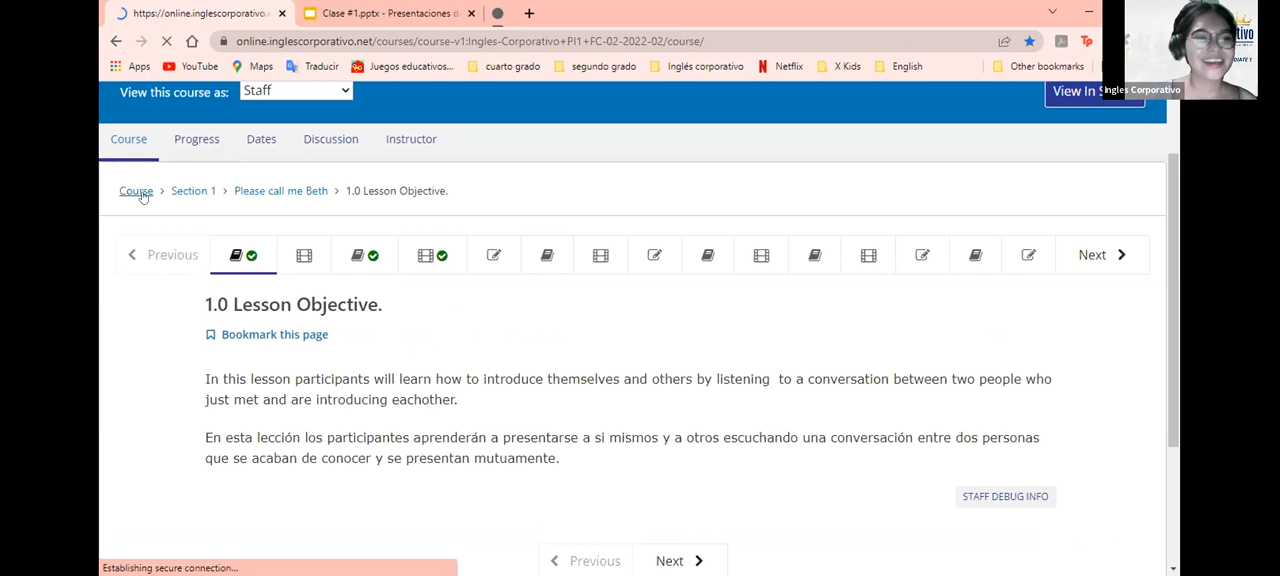 https://online.inglescorporativo.
Clase #1.pptx - Presentaciones d
online.inglescorporativo.net/courses/course-v1:Ingles-Corporativo+PI1+FC-02-2022-02/course/
Apps
YouTube
Maps
Traducir
Juegos educativos...
cuarto grado
segundo grado
Inglés corporativo
Netflix
X Kids
English
Other bookmarks
Ingles Corporativo
View this course as:
Staff
View In S
Course
Progress
Dates
Discussion
Instructor
Course > Section 1 > Please call me Beth > 1.0 Lesson Objective.
Previous
Next
1.0 Lesson Objective.
Bookmark this page
In this lesson participants will learn how to introduce themselves and others by listening to a conversation between two people who
just met and are introducing eachother.
En esta lección los participantes aprenderán a presentarse a si mismos y a otros escuchando una conversación entre dos personas
que se acaban de conocer y se presentan mutuamente.
STAFF DEBUG INFO
Previous
Next
Establishing secure connection...